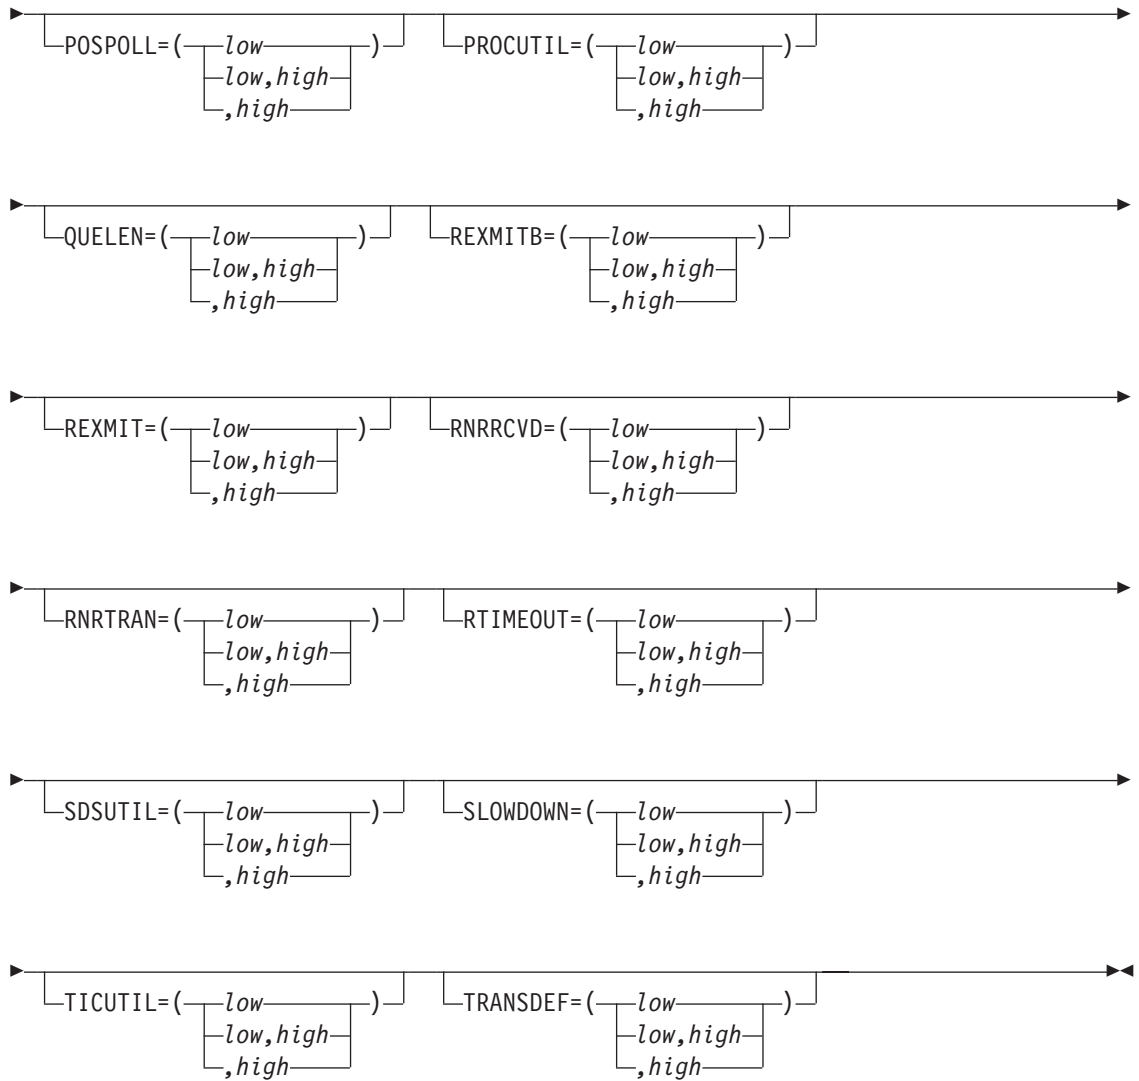 POSPOLL=( low ) PROCUTIL=( low )
low,high low,high
,high ,high
QUELEN=( low ) REXMITB=( low )
low,high low,high
,high ,high
REXMIT=( low ) RNRRCVD=( low )
low,high low,high
,high ,high
RNRTRAN=( low ) RTIMEOUT=( low )
low,high low,high
,high ,high
SDSUTIL=( low ) SLOWDOWN=( low )
low,high low,high
,high ,high
TICUTIL=( low ) TRANSDEF=( low )
low,high low,high
,high ,high